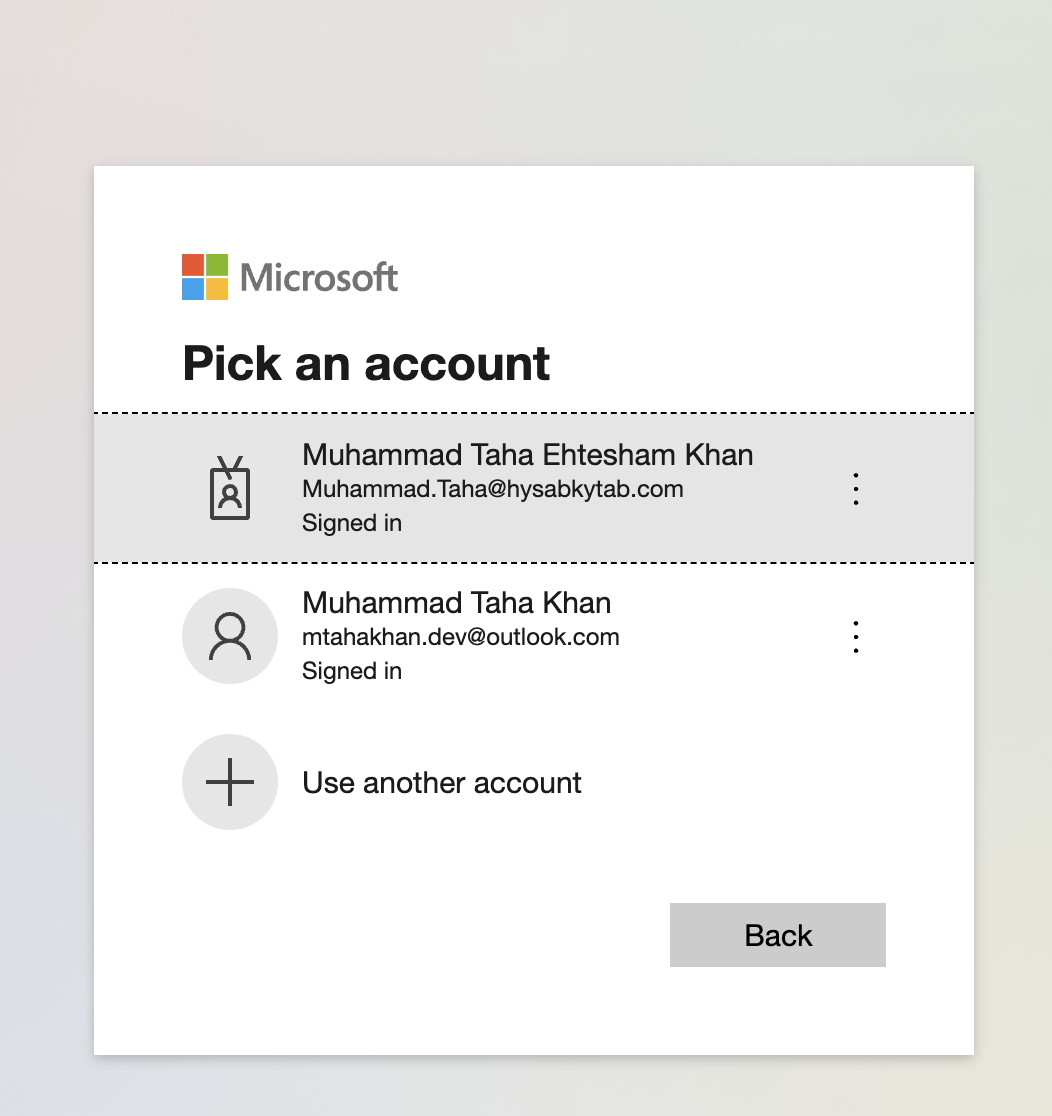 Microsoft
Pick an account
Muhammad Taha Ehtesham Khan
Muhammad.Taha@hysabkytab.com
Signed in
Muhammad Taha Khan
mtahakhan.dev@outlook.com
Signed in
Use another account
Back